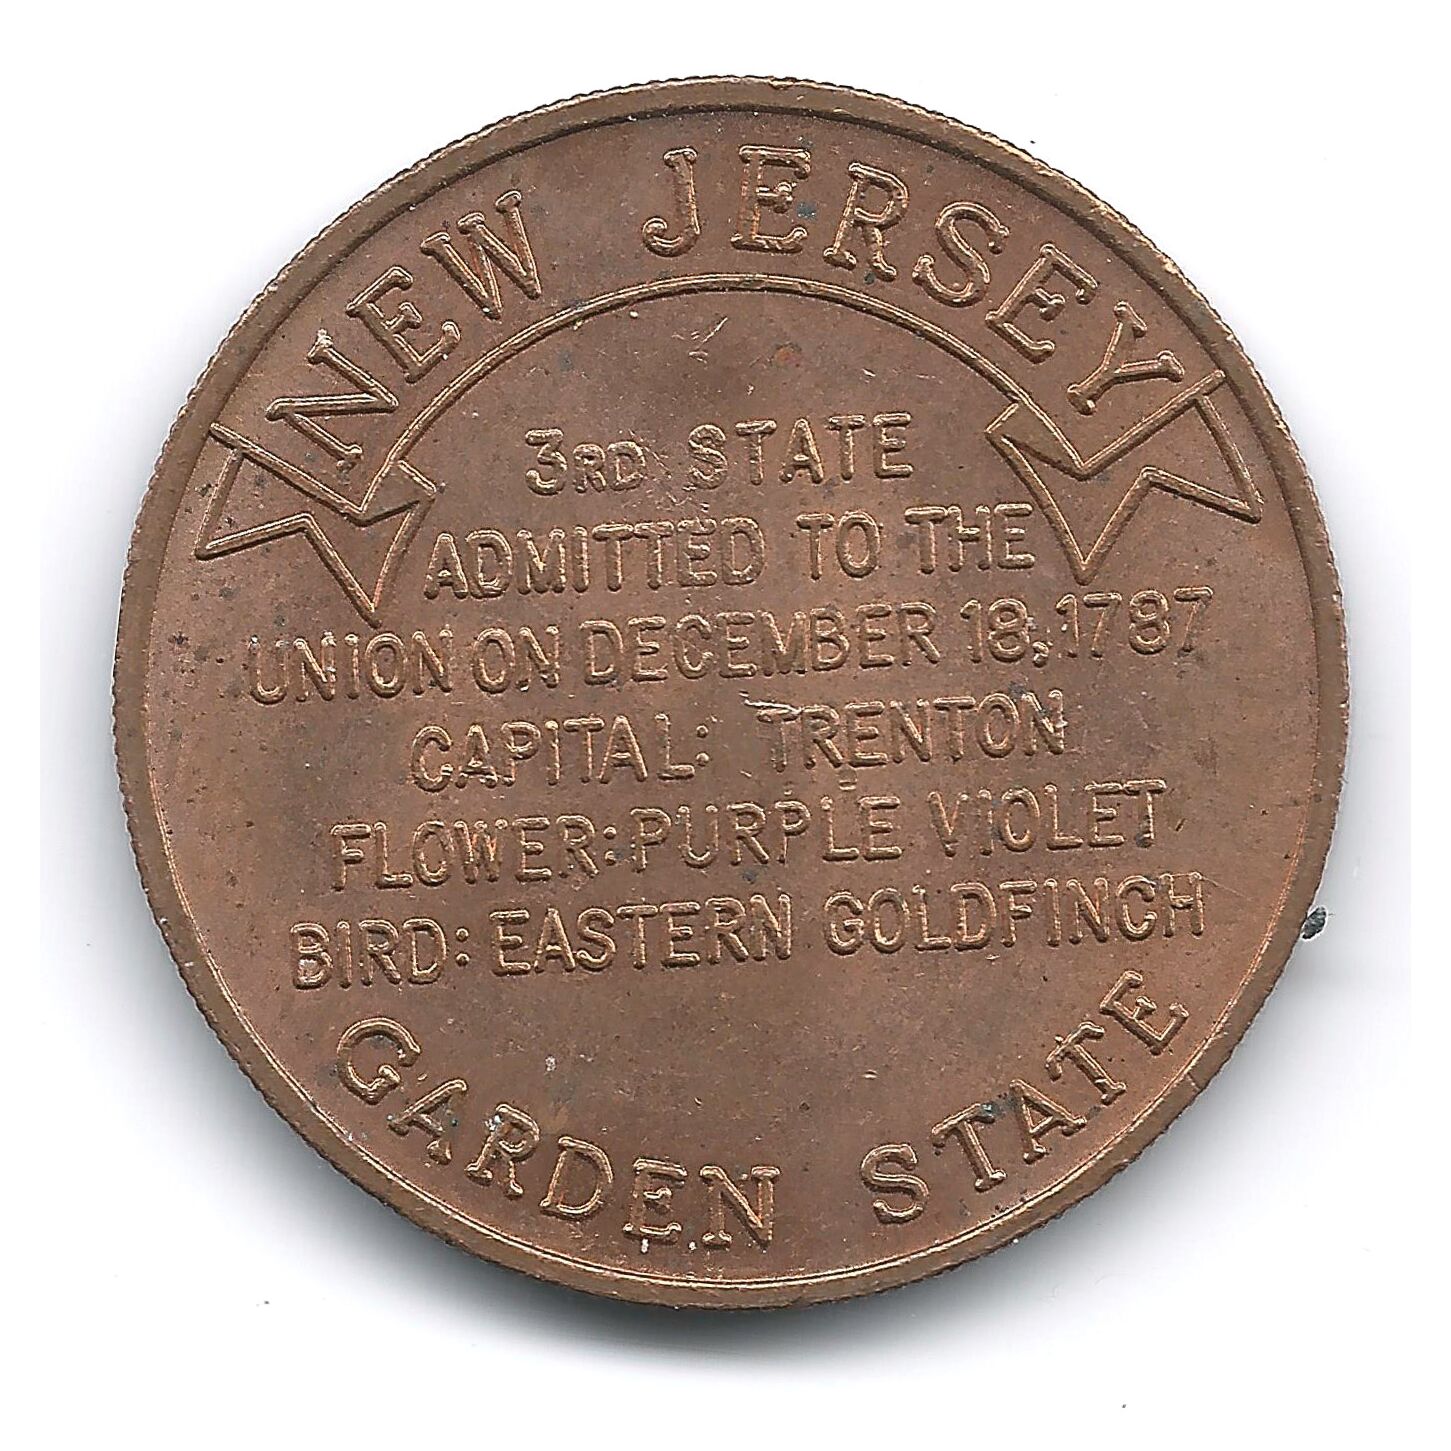 NEW JERSEY
3RD STATE
ADMITTED TO THE
UNION ON DECEMBER 18, 1787
CAPITAL: TRENTON
FLOWER: PURPLE VIOLET
BIRD: EASTERN GOLDFINCH
GARDEN STATE